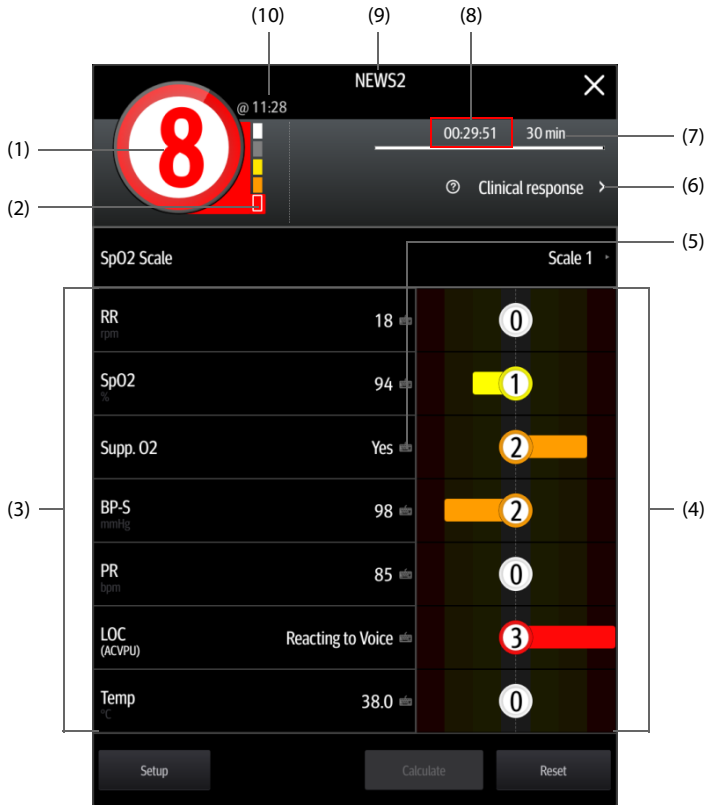 (10) (9) (8)
NEWS2
@ 11:28
00:29:51 30 min
(7)
(1)
8
Clinical response
(6)
(2)
(5)
SpO2 Scale Scale 1
RR 18 0
rpm
SpO2 94 1
%
Supp. O2 Yes 2
(3)
BP-S 98 2
mmHg
(4)
PR 85 0
bpm
LOC Reacting to Voice 3
(ACVPU)
Temp 38.0 0
°C
Setup Calculate Reset